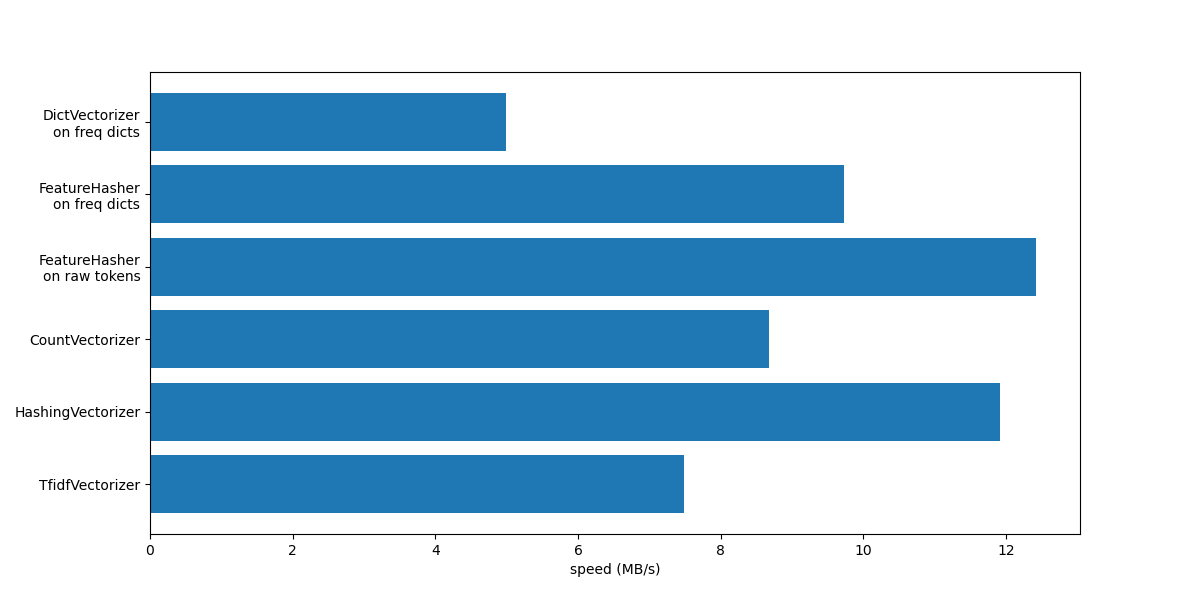 DictVectorizer
on freq dicts
FeatureHasher
on freq dicts
FeatureHasher
on raw tokens
CountVectorizer
HashingVectorizer
TfidfVectorizer
0 2 4 6 8 10 12
speed (MB/s)